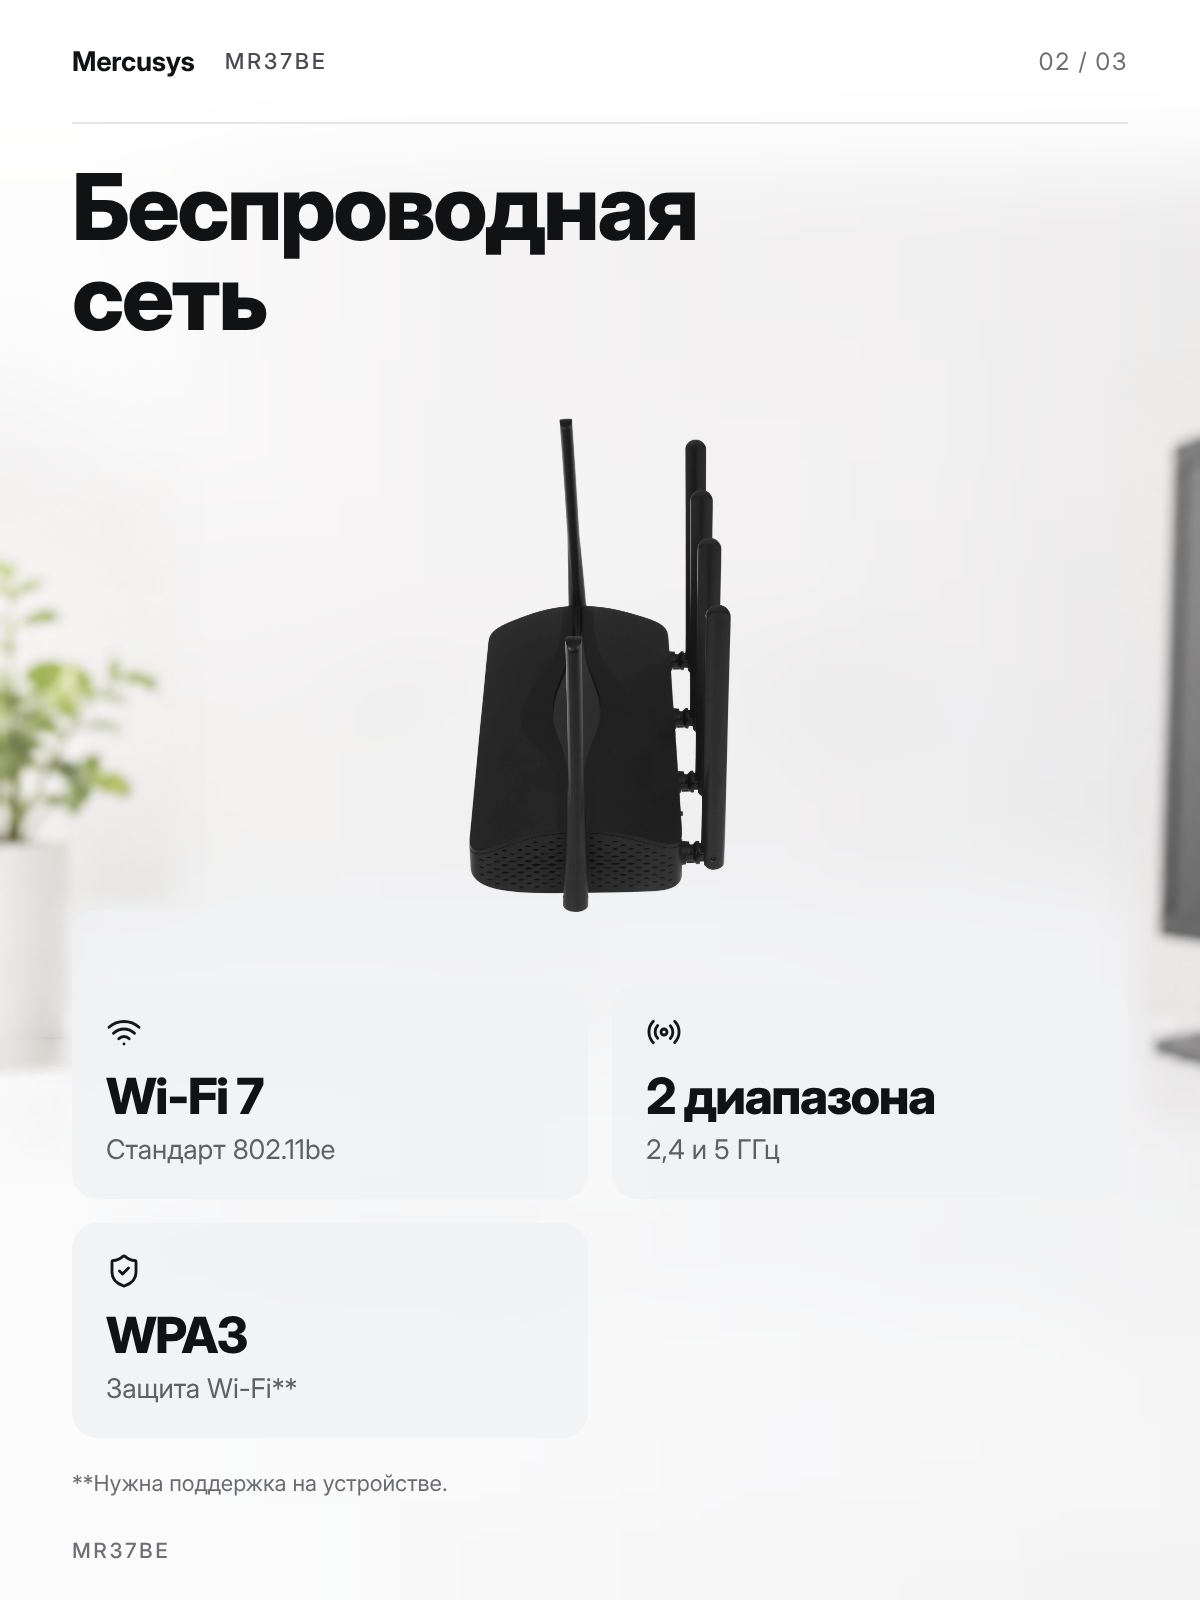 Mercusys MR37BE 02 / 03
Беспроводная
сеть
Wi-Fi 7
Стандарт 802.11be
2 диапазона
2,4 и 5 ГГц
WPA3
Защита Wi-Fi**
**Нужна поддержка на устройстве.
MR37BE